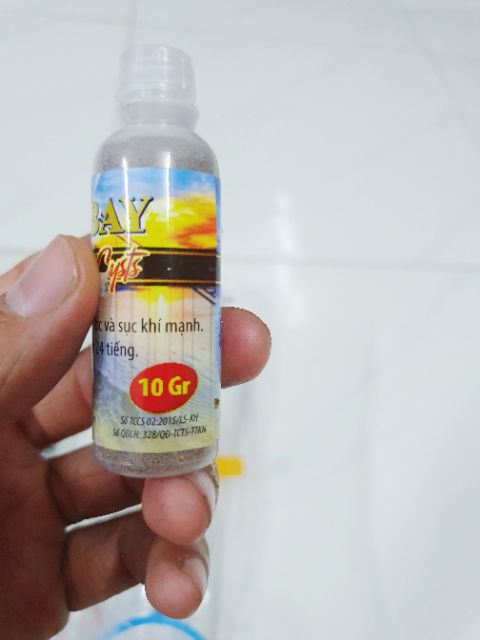 BAY
Cysts
c và sục khí mạnh.
24 tiếng.
10 Gr
Số TCCS 02:2015/LS-KH
Số QĐLH: 328/QĐ-TCTS-TTKN